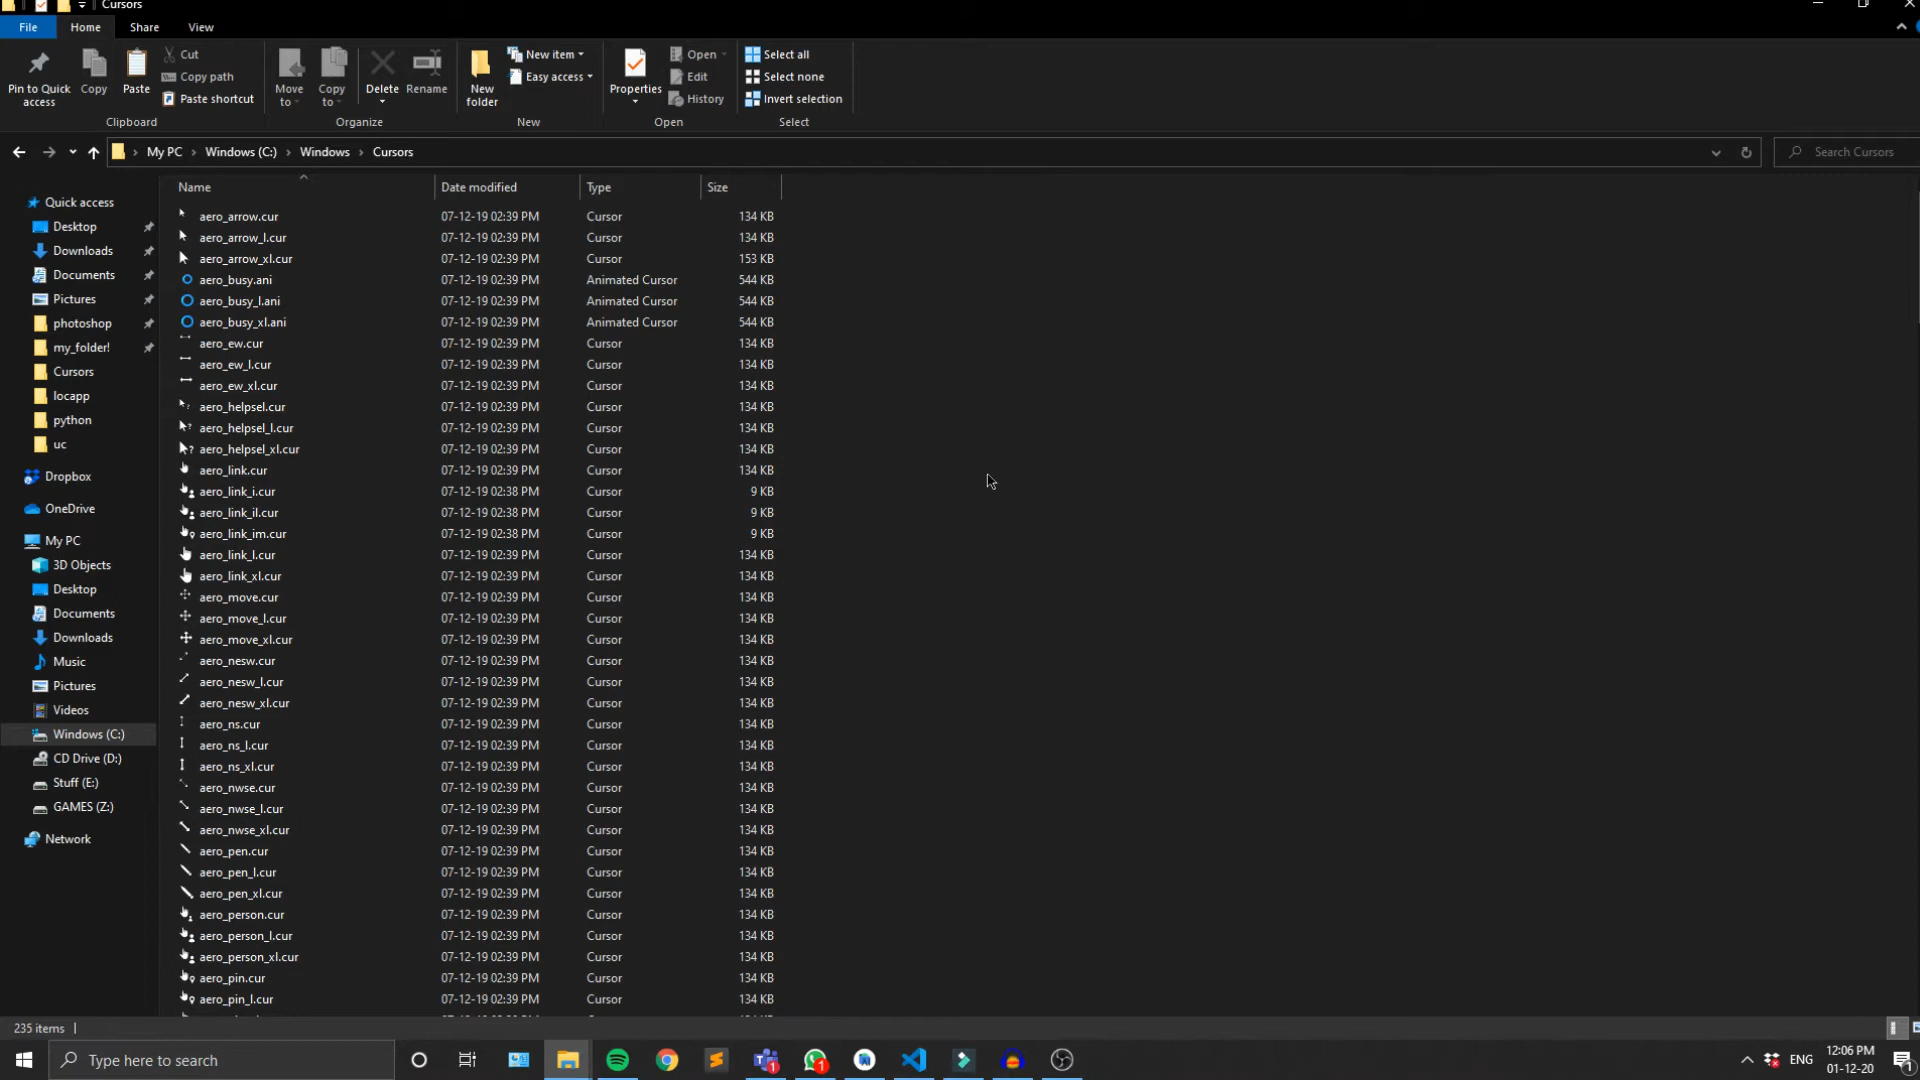 Cursors
File Home Share View
Pin to Quick access
Copy
Paste
Cut
Copy path
Paste shortcut
Clipboard
Move to
Copy to
Delete
Rename
Organize
New folder
New item
Easy access
New
Properties
Open
Edit
History
Open
Select all
Select none
Invert selection
Select
My PC Windows (C:) Windows Cursors
Search Cursors
Quick access
Desktop
Downloads
Documents
Pictures
photoshop
my_folder!
Cursors
locapp
python
uc
Dropbox
OneDrive
My PC
3D Objects
Desktop
Documents
Downloads
Music
Pictures
Videos
Windows (C:)
CD Drive (D:)
Stuff (E:)
GAMES (Z:)
Network
Name Date modified Type Size
aero_arrow.cur 07-12-19 02:39 PM Cursor 134 KB
aero_arrow_l.cur 07-12-19 02:39 PM Cursor 134 KB
aero_arrow_xl.cur 07-12-19 02:39 PM Cursor 153 KB
aero_busy.ani 07-12-19 02:39 PM Animated Cursor 544 KB
aero_busy_l.ani 07-12-19 02:39 PM Animated Cursor 544 KB
aero_busy_xl.ani 07-12-19 02:39 PM Animated Cursor 544 KB
aero_ew.cur 07-12-19 02:39 PM Cursor 134 KB
aero_ew_l.cur 07-12-19 02:39 PM Cursor 134 KB
aero_ew_xl.cur 07-12-19 02:39 PM Cursor 134 KB
aero_helpsel.cur 07-12-19 02:39 PM Cursor 134 KB
aero_helpsel_l.cur 07-12-19 02:39 PM Cursor 134 KB
aero_helpsel_xl.cur 07-12-19 02:39 PM Cursor 134 KB
aero_link.cur 07-12-19 02:39 PM Cursor 134 KB
aero_link_i.cur 07-12-19 02:38 PM Cursor 9 KB
aero_link_il.cur 07-12-19 02:38 PM Cursor 9 KB
aero_link_im.cur 07-12-19 02:38 PM Cursor 9 KB
aero_link_l.cur 07-12-19 02:39 PM Cursor 134 KB
aero_link_xl.cur 07-12-19 02:39 PM Cursor 134 KB
aero_move.cur 07-12-19 02:39 PM Cursor 134 KB
aero_move_l.cur 07-12-19 02:39 PM Cursor 134 KB
aero_move_xl.cur 07-12-19 02:39 PM Cursor 134 KB
aero_nesw.cur 07-12-19 02:39 PM Cursor 134 KB
aero_nesw_l.cur 07-12-19 02:39 PM Cursor 134 KB
aero_nesw_xl.cur 07-12-19 02:39 PM Cursor 134 KB
aero_ns.cur 07-12-19 02:39 PM Cursor 134 KB
aero_ns_l.cur 07-12-19 02:39 PM Cursor 134 KB
aero_ns_xl.cur 07-12-19 02:39 PM Cursor 134 KB
aero_nwse.cur 07-12-19 02:39 PM Cursor 134 KB
aero_nwse_l.cur 07-12-19 02:39 PM Cursor 134 KB
aero_nwse_xl.cur 07-12-19 02:39 PM Cursor 134 KB
aero_pen.cur 07-12-19 02:39 PM Cursor 134 KB
aero_pen_l.cur 07-12-19 02:39 PM Cursor 134 KB
aero_pen_xl.cur 07-12-19 02:39 PM Cursor 134 KB
aero_person.cur 07-12-19 02:39 PM Cursor 134 KB
aero_person_l.cur 07-12-19 02:39 PM Cursor 134 KB
aero_person_xl.cur 07-12-19 02:39 PM Cursor 134 KB
aero_pin.cur 07-12-19 02:39 PM Cursor 134 KB
aero_pin_l.cur 07-12-19 02:39 PM Cursor 134 KB
235 items
Type here to search
1
1
ENG
12:06 PM
01-12-20
1